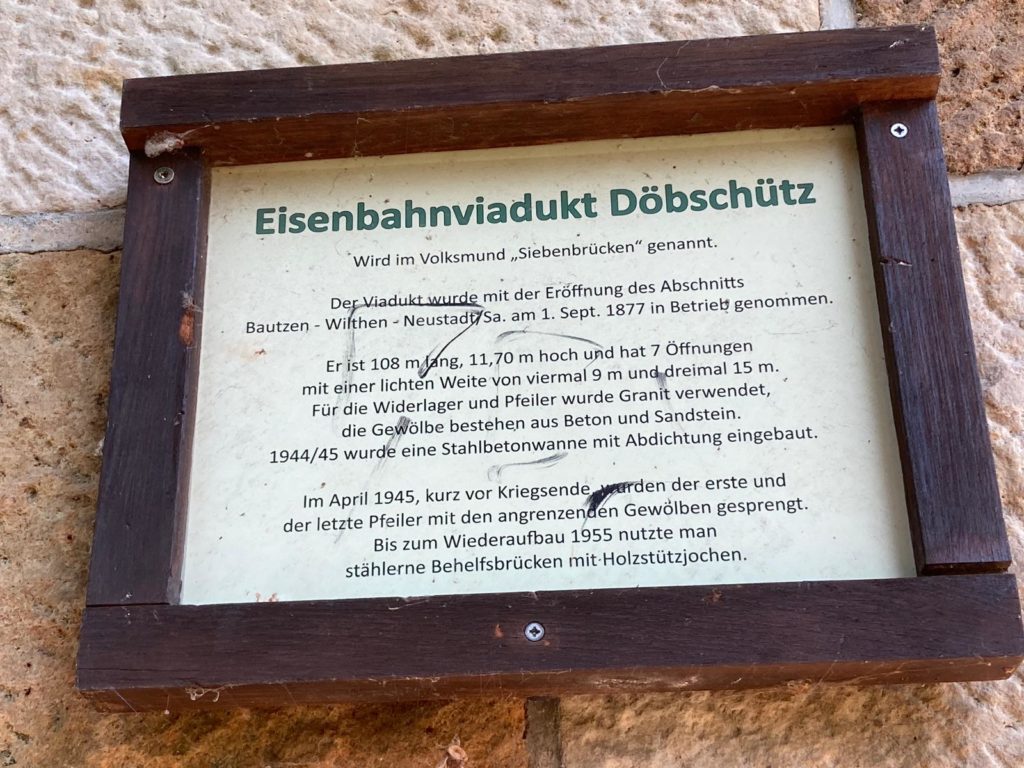 Eisenbahnviadukt Döbschütz
Wird im Volksmund „Siebenbrücken“ genannt.
Der Viadukt wurde mit der Eröffnung des Abschnitts
Bautzen - Wilthen - Neustadt/Sa. am 1. Sept. 1877 in Betrieb genommen.
Er ist 108 m lang, 11,70 m hoch und hat 7 Öffnungen
mit einer lichten Weite von viermal 9 m und dreimal 15 m.
Für die Widerlager und Pfeiler wurde Granit verwendet,
die Gewölbe bestehen aus Beton und Sandstein.
1944/45 wurde eine Stahlbetonwanne mit Abdichtung eingebaut.
Im April 1945, kurz vor Kriegsende, wurden der erste und
der letzte Pfeiler mit den angrenzenden Gewölben gesprengt.
Bis zum Wiederaufbau 1955 nutzte man
stählerne Behelfsbrücken mit Holzstützjochen.